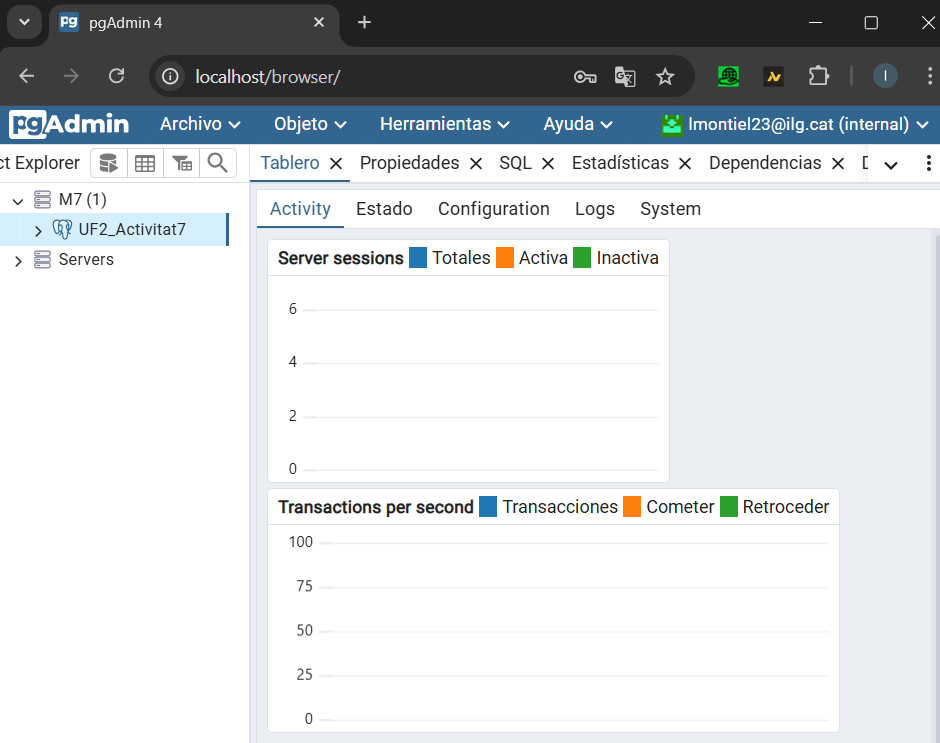 pgAdmin 4
localhost/browser/
I
pgAdmin Archivo Objeto Herramientas Ayuda lmontiel23@ilg.cat (internal)
ct Explorer Tablero Propiedades SQL Estadísticas Dependencias D
M7 (1)
UF2_Activitat7
Servers
Activity Estado Configuration Logs System
Server sessions Totales Activa Inactiva
6
4
2
0
Transactions per second Transacciones Cometer Retroceder
100
75
50
25
0